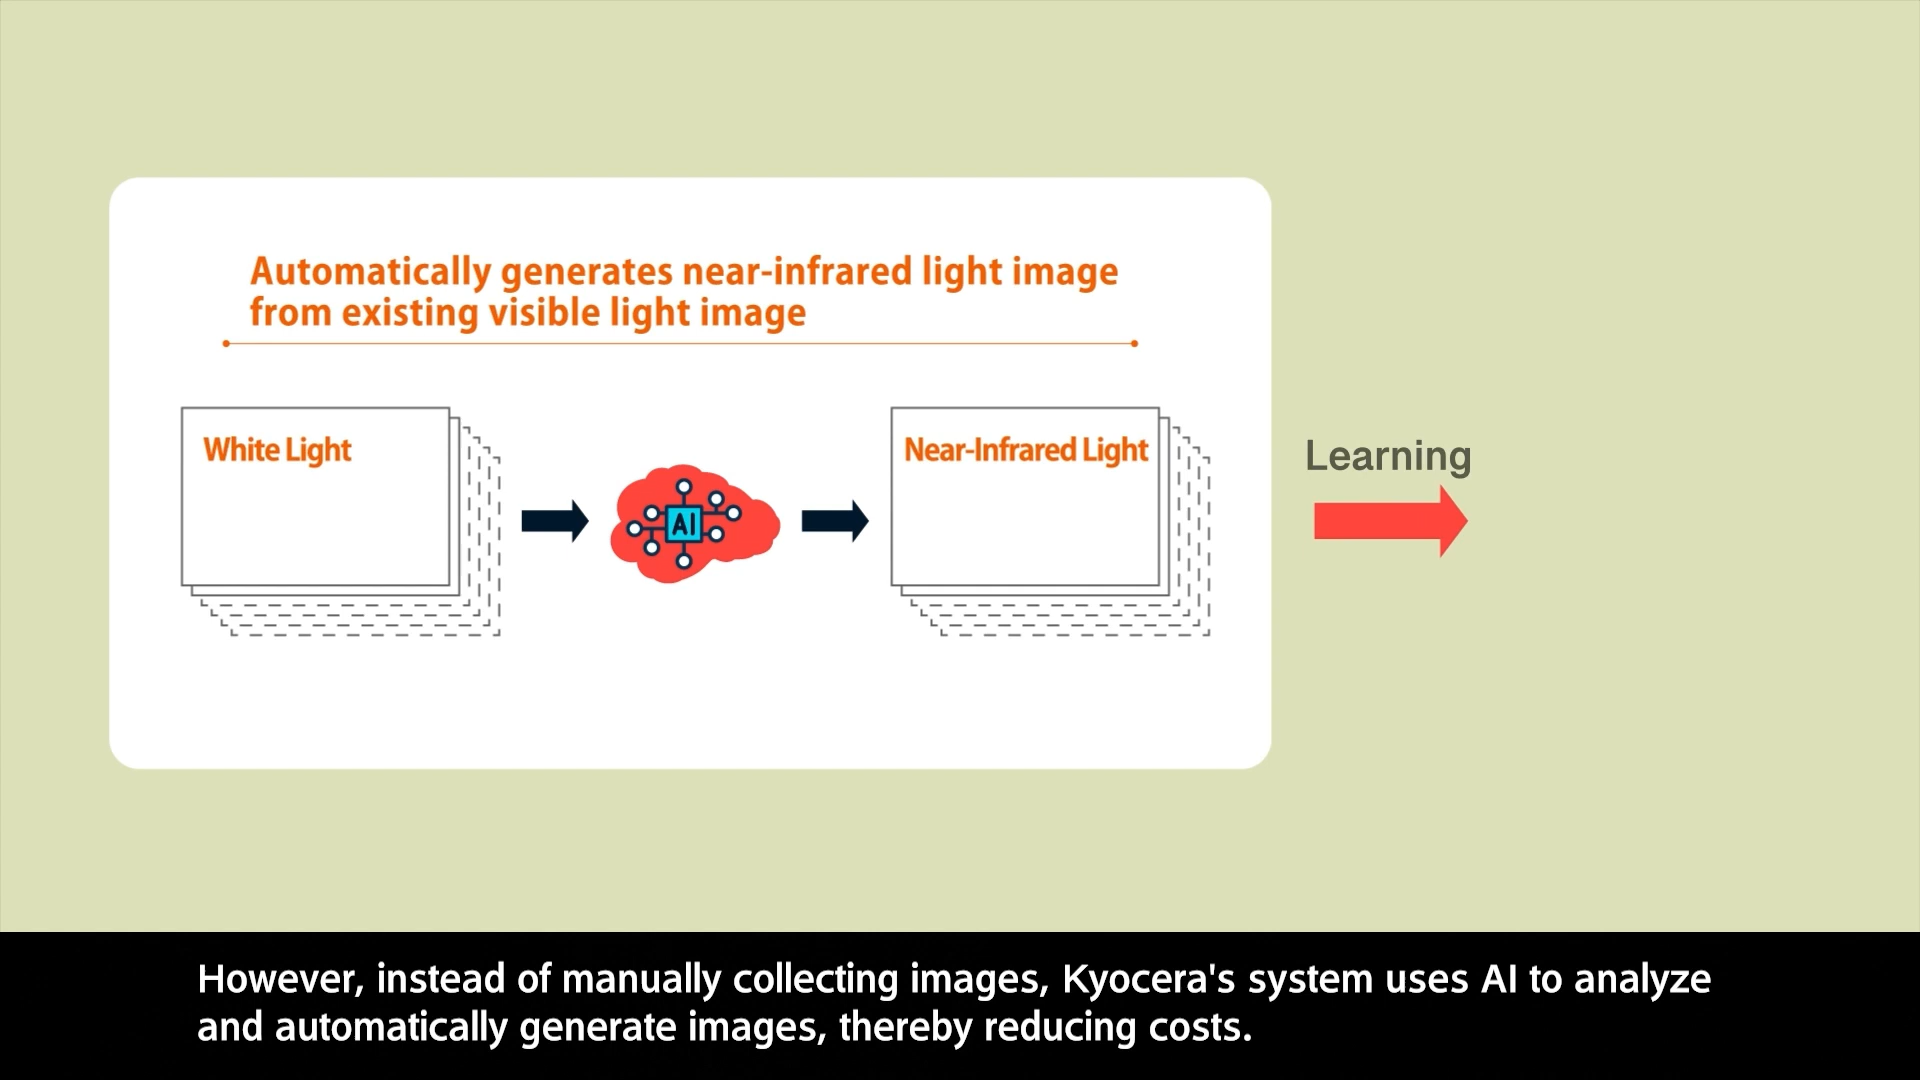 Automatically generates near-infrared light image
from existing visible light image
White Light
AI
Near-Infrared Light
Learning
However, instead of manually collecting images, Kyocera's system uses AI to analyze
and automatically generate images, thereby reducing costs.